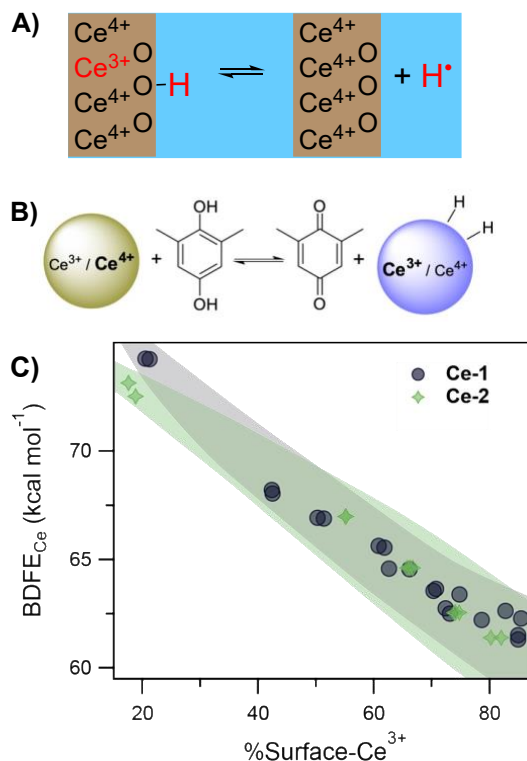 A)
Ce4+
Ce3+ O
O-H
Ce4+
Ce4+ O
⇌
Ce4+
O
Ce4+
O
Ce4+
Ce4+ O
+ H•
B)
Ce3+ / Ce4+
+
OH
OH
⇌
O
O
+
H
H
Ce3+ / Ce4+
C)
Ce-1
Ce-2
BDFECe (kcal mol-1)
70
65
60
20 40 60 80
%Surface-Ce3+